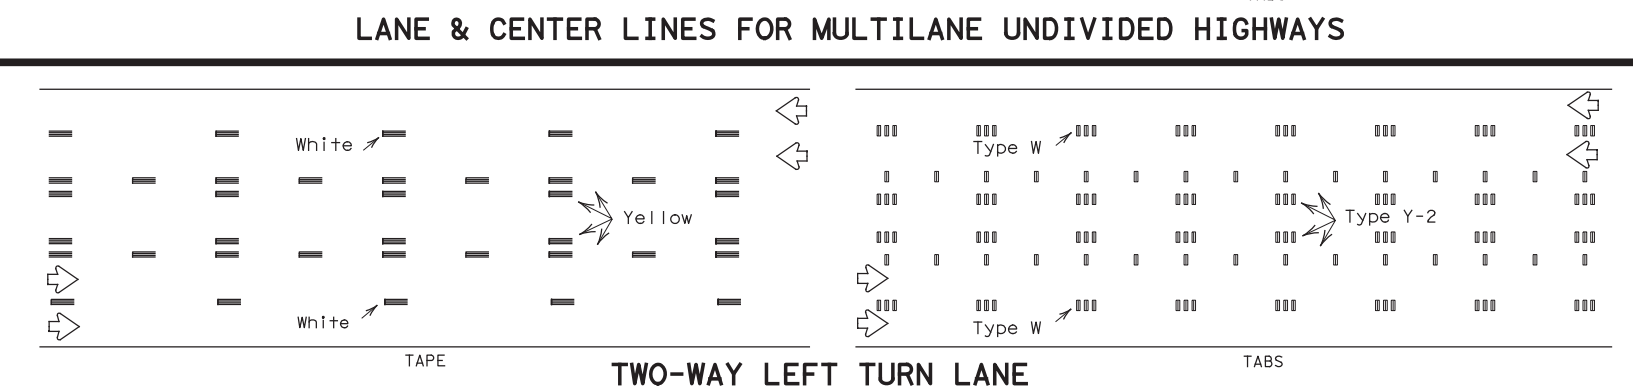 LANE & CENTER LINES FOR MULTILANE UNDIVIDED HIGHWAYS
White
Type W
Yellow
Type Y-2
White
Type W
TAPE
TABS
TWO-WAY LEFT TURN LANE